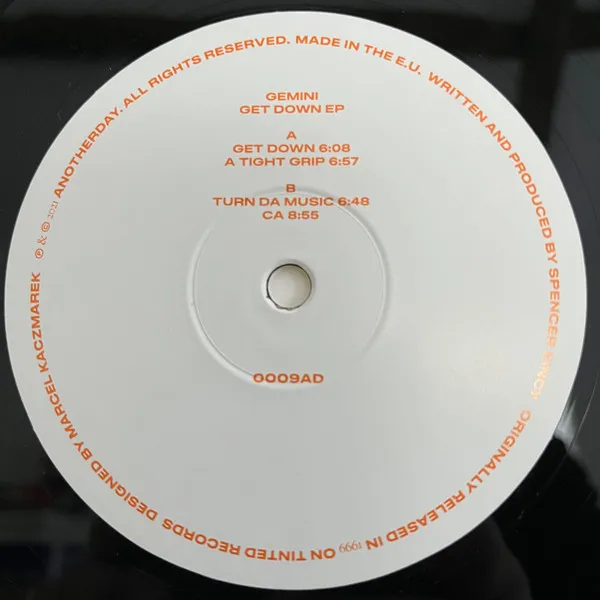 GEMINI
GET DOWN EP
A
GET DOWN 6:08
A TIGHT GRIP 6:57
B
TURN DA MUSIC 6:48
CA 8:55
0009AD
℗ & © 2021 ANOTHERDAY. ALL RIGHTS RESERVED. MADE IN THE E.U. WRITTEN AND PRODUCED BY SPENCER KINCY ORIGINALLY RELEASED IN 1999 ON TINTED RECORDS DESIGNED BY MARCEL KACZMAREK